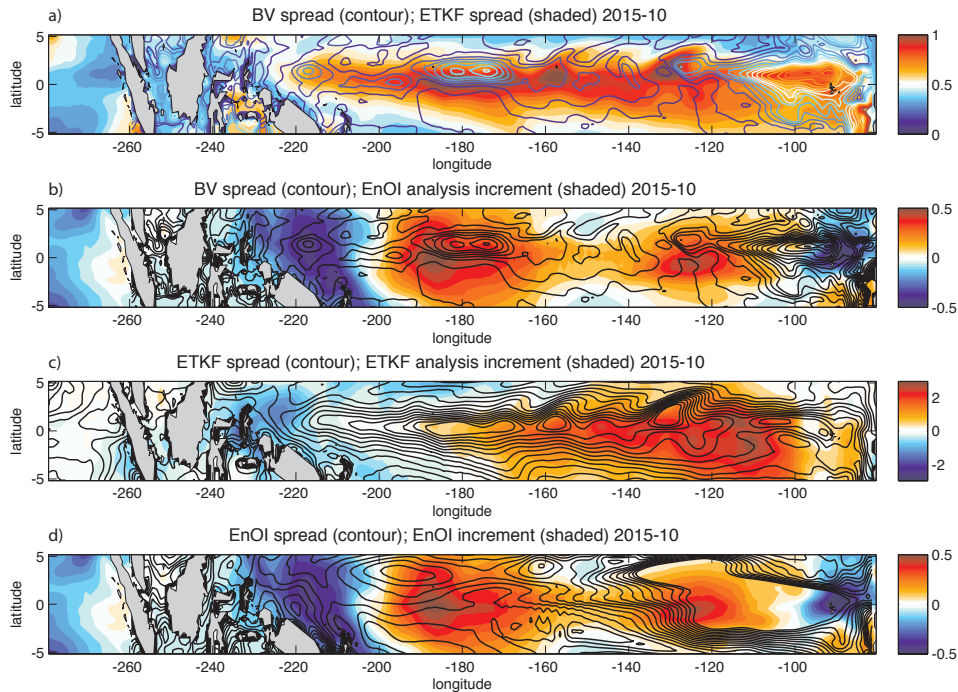 a) BV spread (contour); ETKF spread (shaded) 2015-10
5
0
-5
latitude
-260 -240 -220 -200 -180 -160 -140 -120 -100
longitude
1
0.5
0
b) BV spread (contour); EnOI analysis increment (shaded) 2015-10
5
0
-5
latitude
-260 -240 -220 -200 -180 -160 -140 -120 -100
longitude
0.5
0
-0.5
c) ETKF spread (contour); ETKF analysis increment (shaded) 2015-10
5
0
-5
latitude
-260 -240 -220 -200 -180 -160 -140 -120 -100
longitude
2
0
-2
d) EnOI spread (contour); EnOI increment (shaded) 2015-10
5
0
-5
latitude
-260 -240 -220 -200 -180 -160 -140 -120 -100
longitude
0.5
0
-0.5